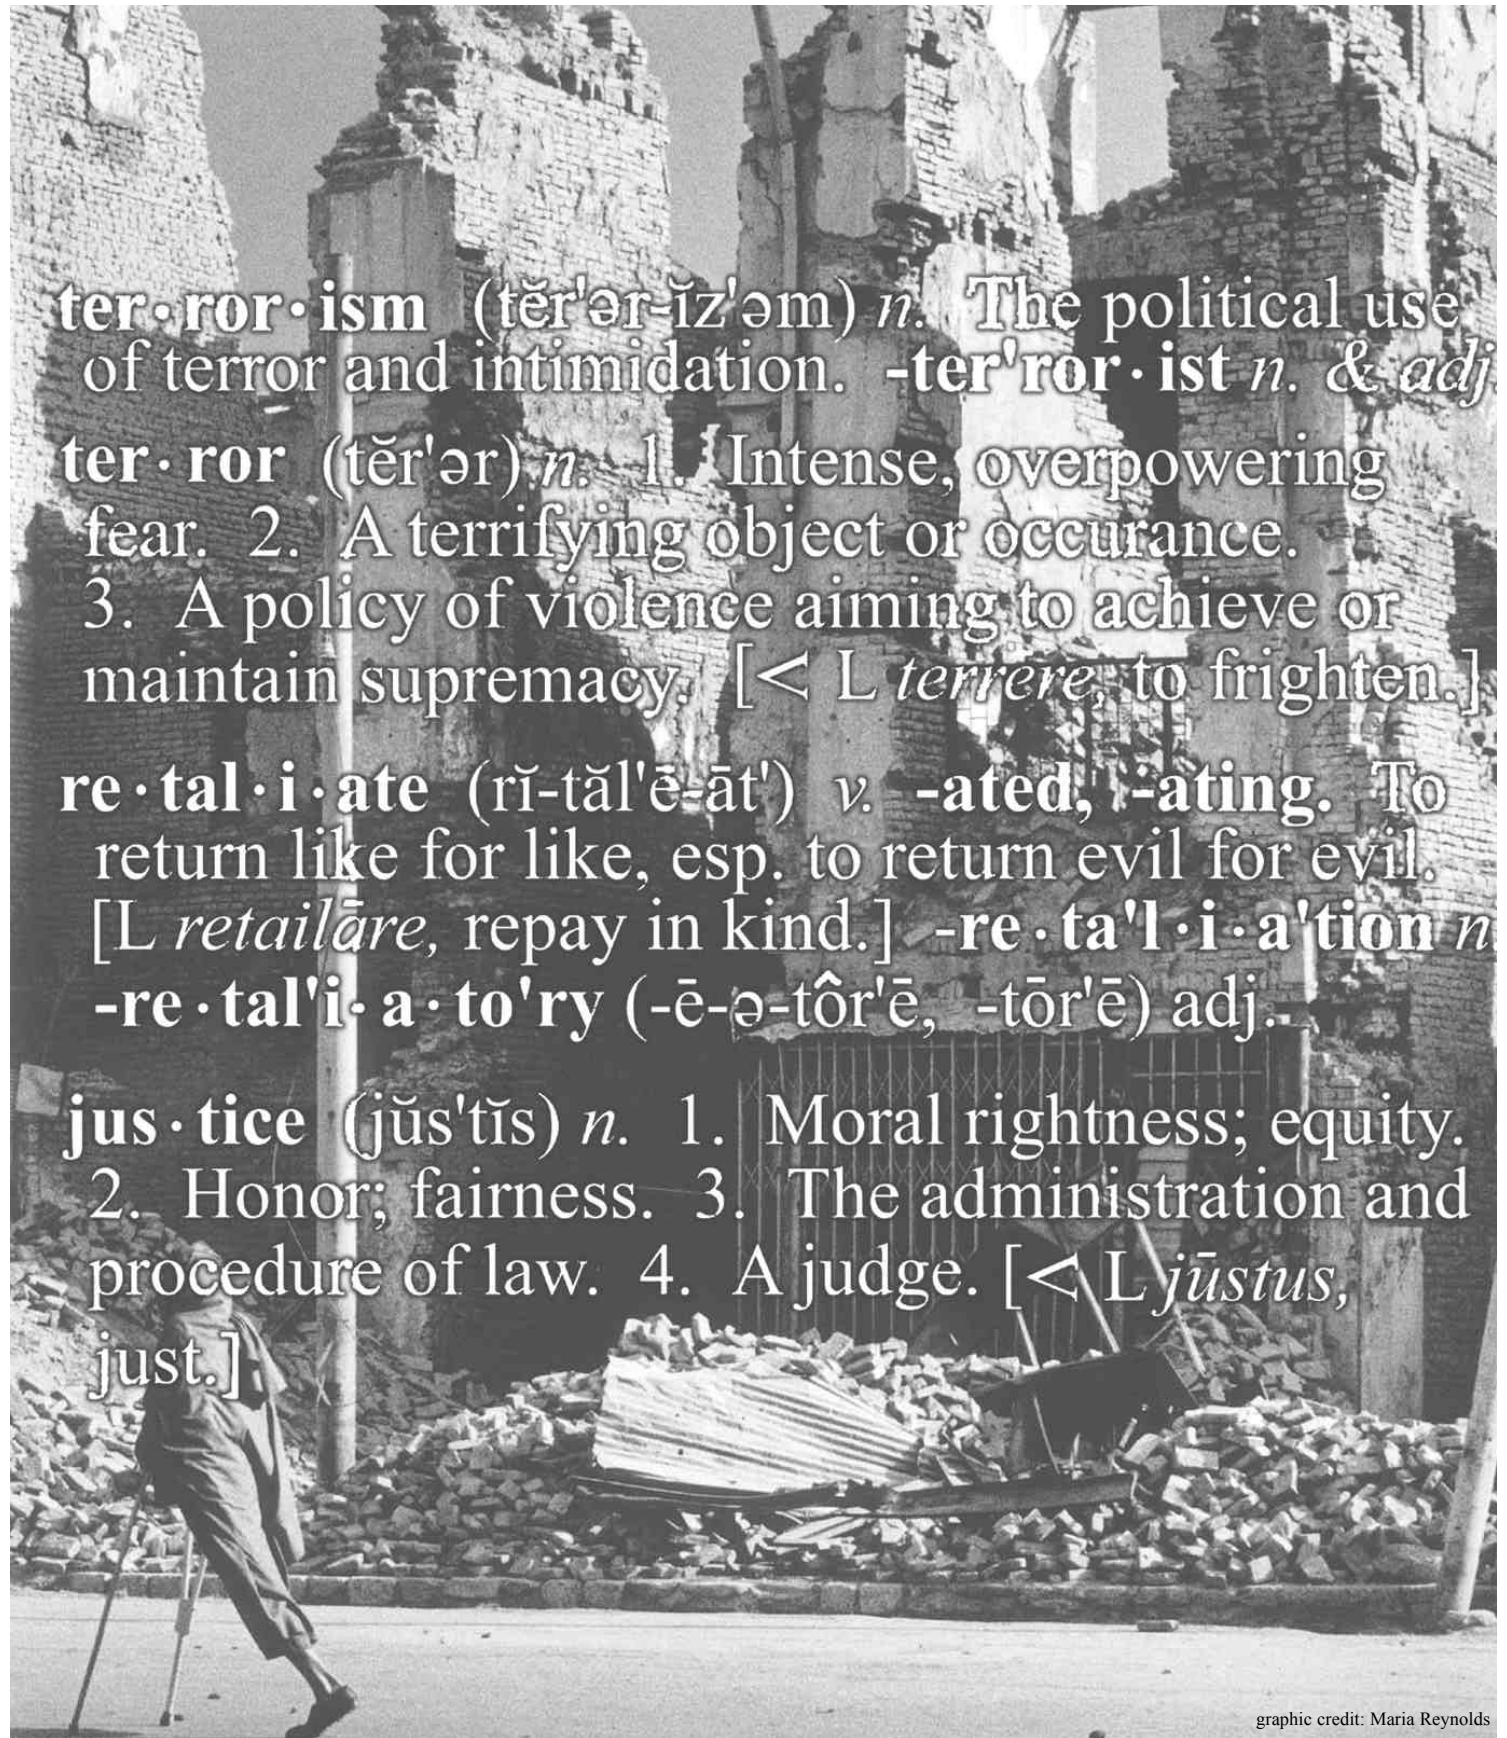 ter·ror·ism (tĕr'ər-ĭz'əm) n. The political use
of terror and intimidation. -ter'ror·ist n. & adj.
ter·ror (tĕr'ər) n. 1. Intense, overpowering
fear. 2. A terrifying object or occurance.
3. A policy of violence aiming to achieve or
maintain supremacy. [< L terrere, to frighten.]
re·tal·i·ate (rĭ-tăl'ē-āt') v. -ated, -ating. To
return like for like, esp. to return evil for evil.
[L retailāre, repay in kind.] -re·ta'l·i·a'tion n.
-re·tal'i·a·to'ry (-ē-ə-tôr'ē, -tōr'ē) adj.
jus·tice (jŭs'tĭs) n. 1. Moral rightness; equity.
2. Honor; fairness. 3. The administration and
procedure of law. 4. A judge. [< L jūstus,
just.]
graphic credit: Maria Reynolds